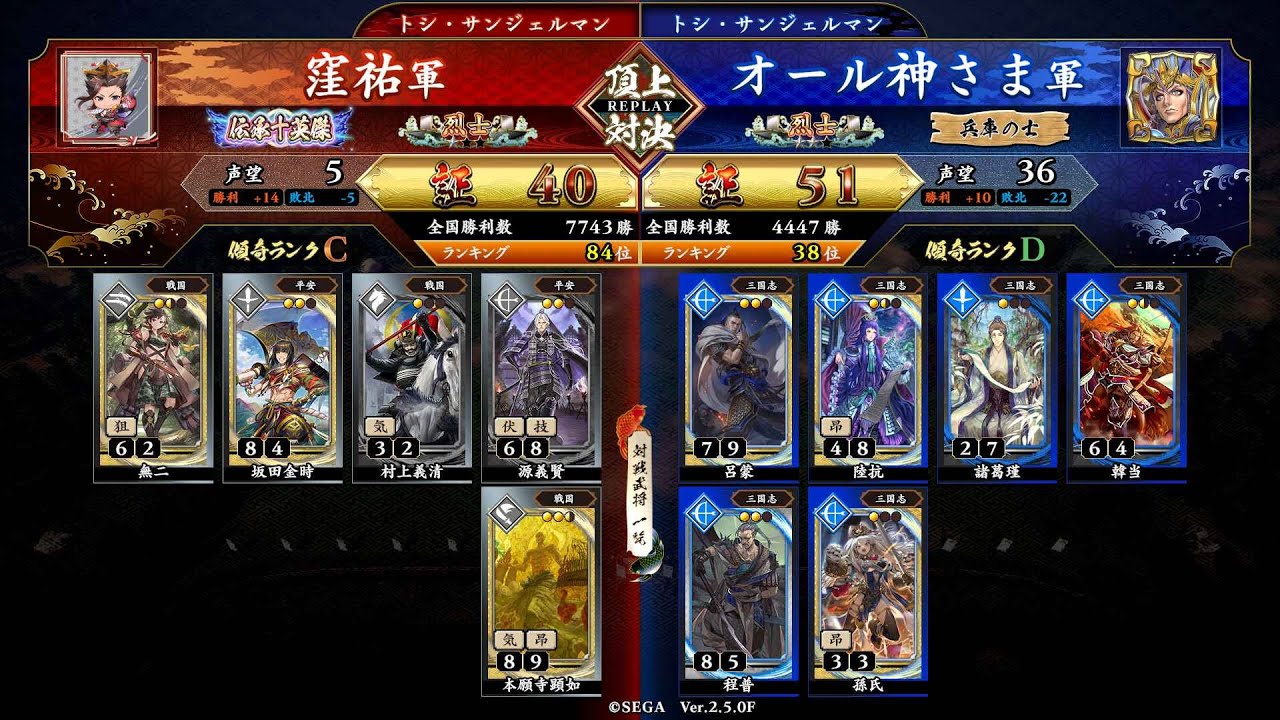 トシ・サンジェルマン
トシ・サンジェルマン
窪祐軍
頂上
REPLAY
対決
オール神さま軍
伝承十英傑
烈士
烈士
兵車の士
声望 5
勝利 +14 敗北 -5
証 40
証 51
声望 36
勝利 +10 敗北 -22
全国勝利数 7743勝
全国勝利数 4447勝
傾奇ランクC
ランキング 84位
ランキング 38位
傾奇ランクD
戦国
平安
戦国
平安
三国志
三国志
三国志
三国志
狙
気
伏 技
昂
6 2
8 4
3 2
6 8
7 9
4 8
2 7
6 4
無二
坂田金時
村上義清
源義賢
呂蒙
陸抗
諸葛瑾
韓当
対戦武将一覧
戦国
三国志
三国志
気 昂
昂
8 9
8 5
3 3
本願寺顕如
程普
孫氏
©SEGA Ver.2.5.0F